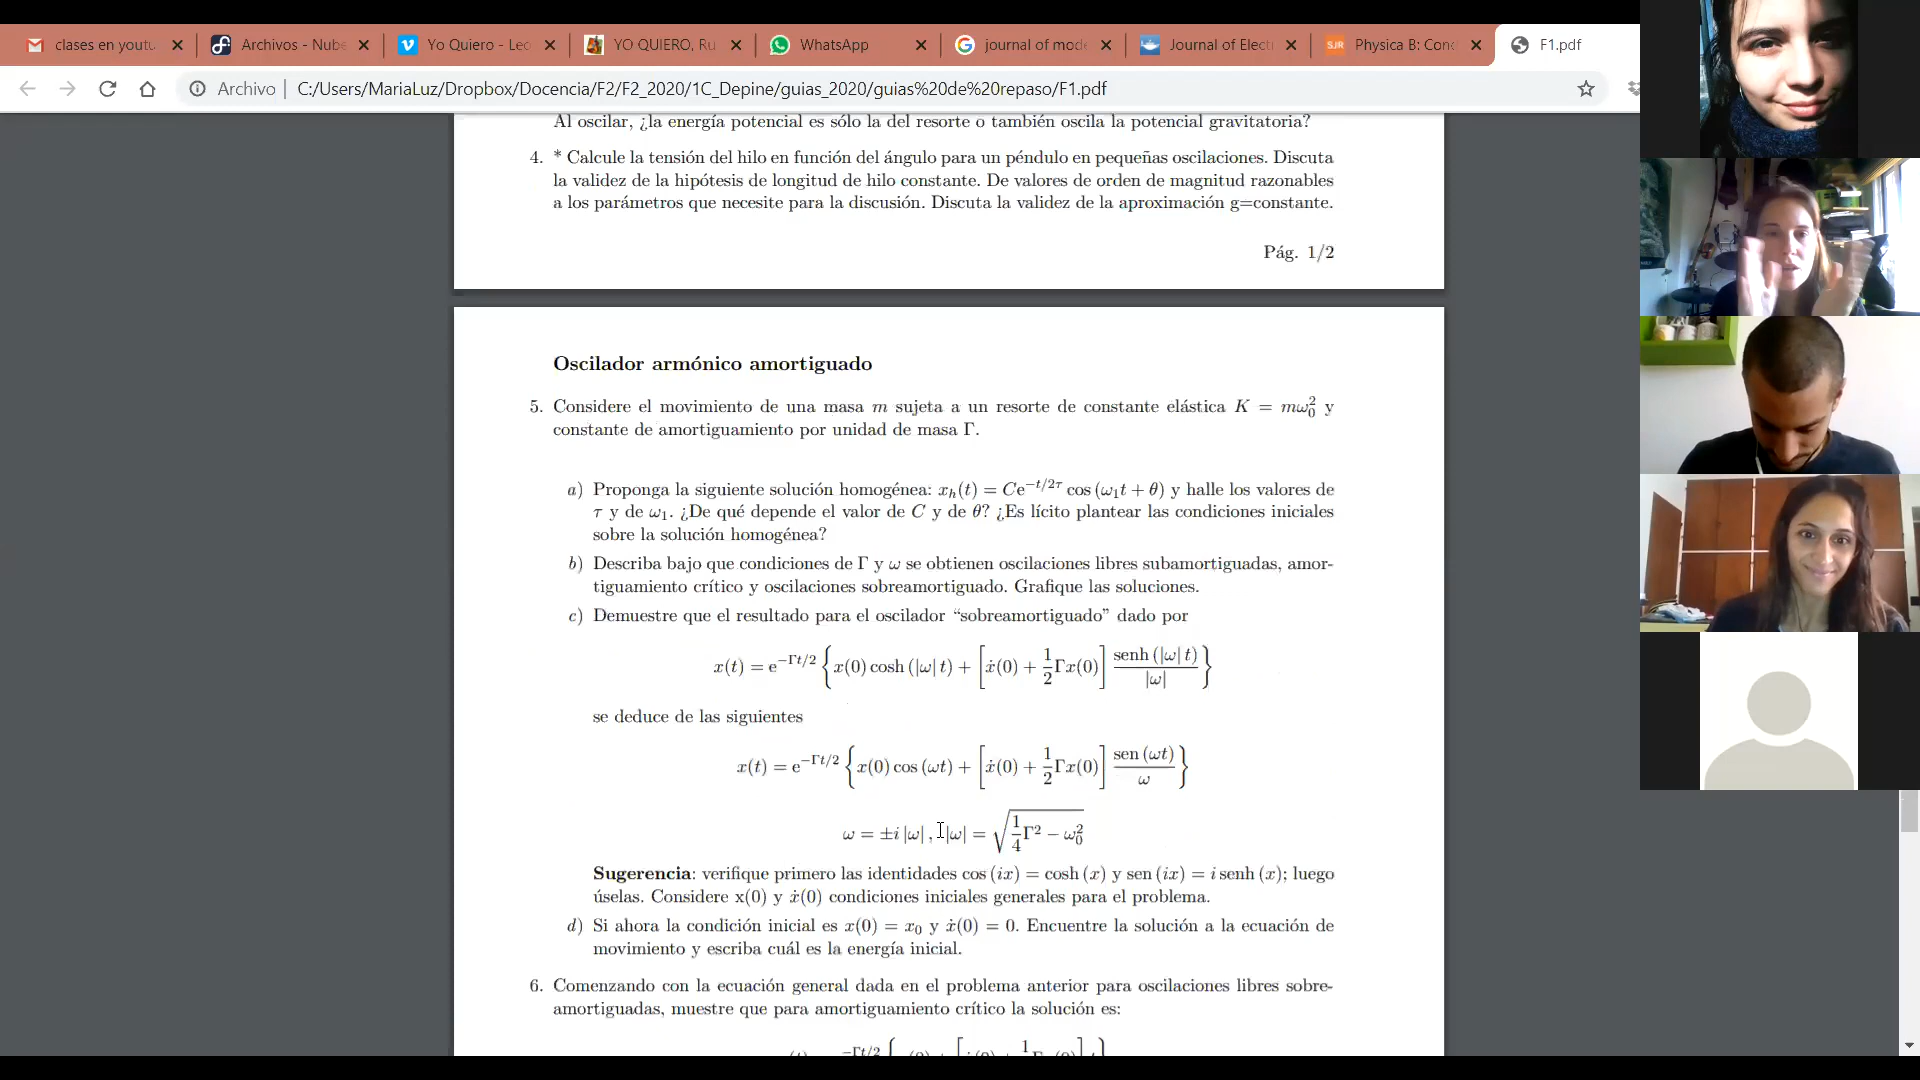 clases en youtu
Archivos - Nube
Yo Quiero - Lec
YO QUIERO, Ru
WhatsApp
journal of mode
Journal of Elect
SJR
Physica B: Conc
F1.pdf
Archivo | C:/Users/MariaLuz/Dropbox/Docencia/F2/F2_2020/1C_Depine/guias_2020/guias%20de%20repaso/F1.pdf
Al oscilar, ¿la energía potencial es sólo la del resorte o también oscila la potencial gravitatoria?
4. * Calcule la tensión del hilo en función del ángulo para un péndulo en pequeñas oscilaciones. Discuta
la validez de la hipótesis de longitud de hilo constante. De valores de orden de magnitud razonables
a los parámetros que necesite para la discusión. Discuta la validez de la aproximación g=constante.
Pág. 1/2
Oscilador armónico amortiguado
5. Considere el movimiento de una masa m sujeta a un resorte de constante elástica K = mω₀² y
constante de amortiguamiento por unidad de masa Γ.
a) Proponga la siguiente solución homogénea: xₕ(t) = Ce^{−t/2τ} cos (ω₁t + θ) y halle los valores de
τ y de ω₁. ¿De qué depende el valor de C y de θ? ¿Es lícito plantear las condiciones iniciales
sobre la solución homogénea?
b) Describa bajo que condiciones de Γ y ω se obtienen oscilaciones libres subamortiguadas, amor-
tiguamiento crítico y oscilaciones sobreamortiguado. Grafique las soluciones.
c) Demuestre que el resultado para el oscilador “sobreamortiguado” dado por
x(t) = e^{−Γt/2} { x(0) cosh (|ω| t) + [ ẋ(0) + 1/2 Γx(0) ] senh (|ω| t) / |ω| }
se deduce de las siguientes
x(t) = e^{−Γt/2} { x(0) cos (ωt) + [ ẋ(0) + 1/2 Γx(0) ] sen (ωt) / ω }
ω = ±i |ω| , |ω| = √(1/4 Γ² − ω₀²)
Sugerencia: verifique primero las identidades cos (ix) = cosh (x) y sen (ix) = i senh (x); luego
úselas. Considere x(0) y ẋ(0) condiciones iniciales generales para el problema.
d) Si ahora la condición inicial es x(0) = x₀ y ẋ(0) = 0. Encuentre la solución a la ecuación de
movimiento y escriba cuál es la energía inicial.
6. Comenzando con la ecuación general dada en el problema anterior para oscilaciones libres sobre-
amortiguadas, muestre que para amortiguamiento crítico la solución es: